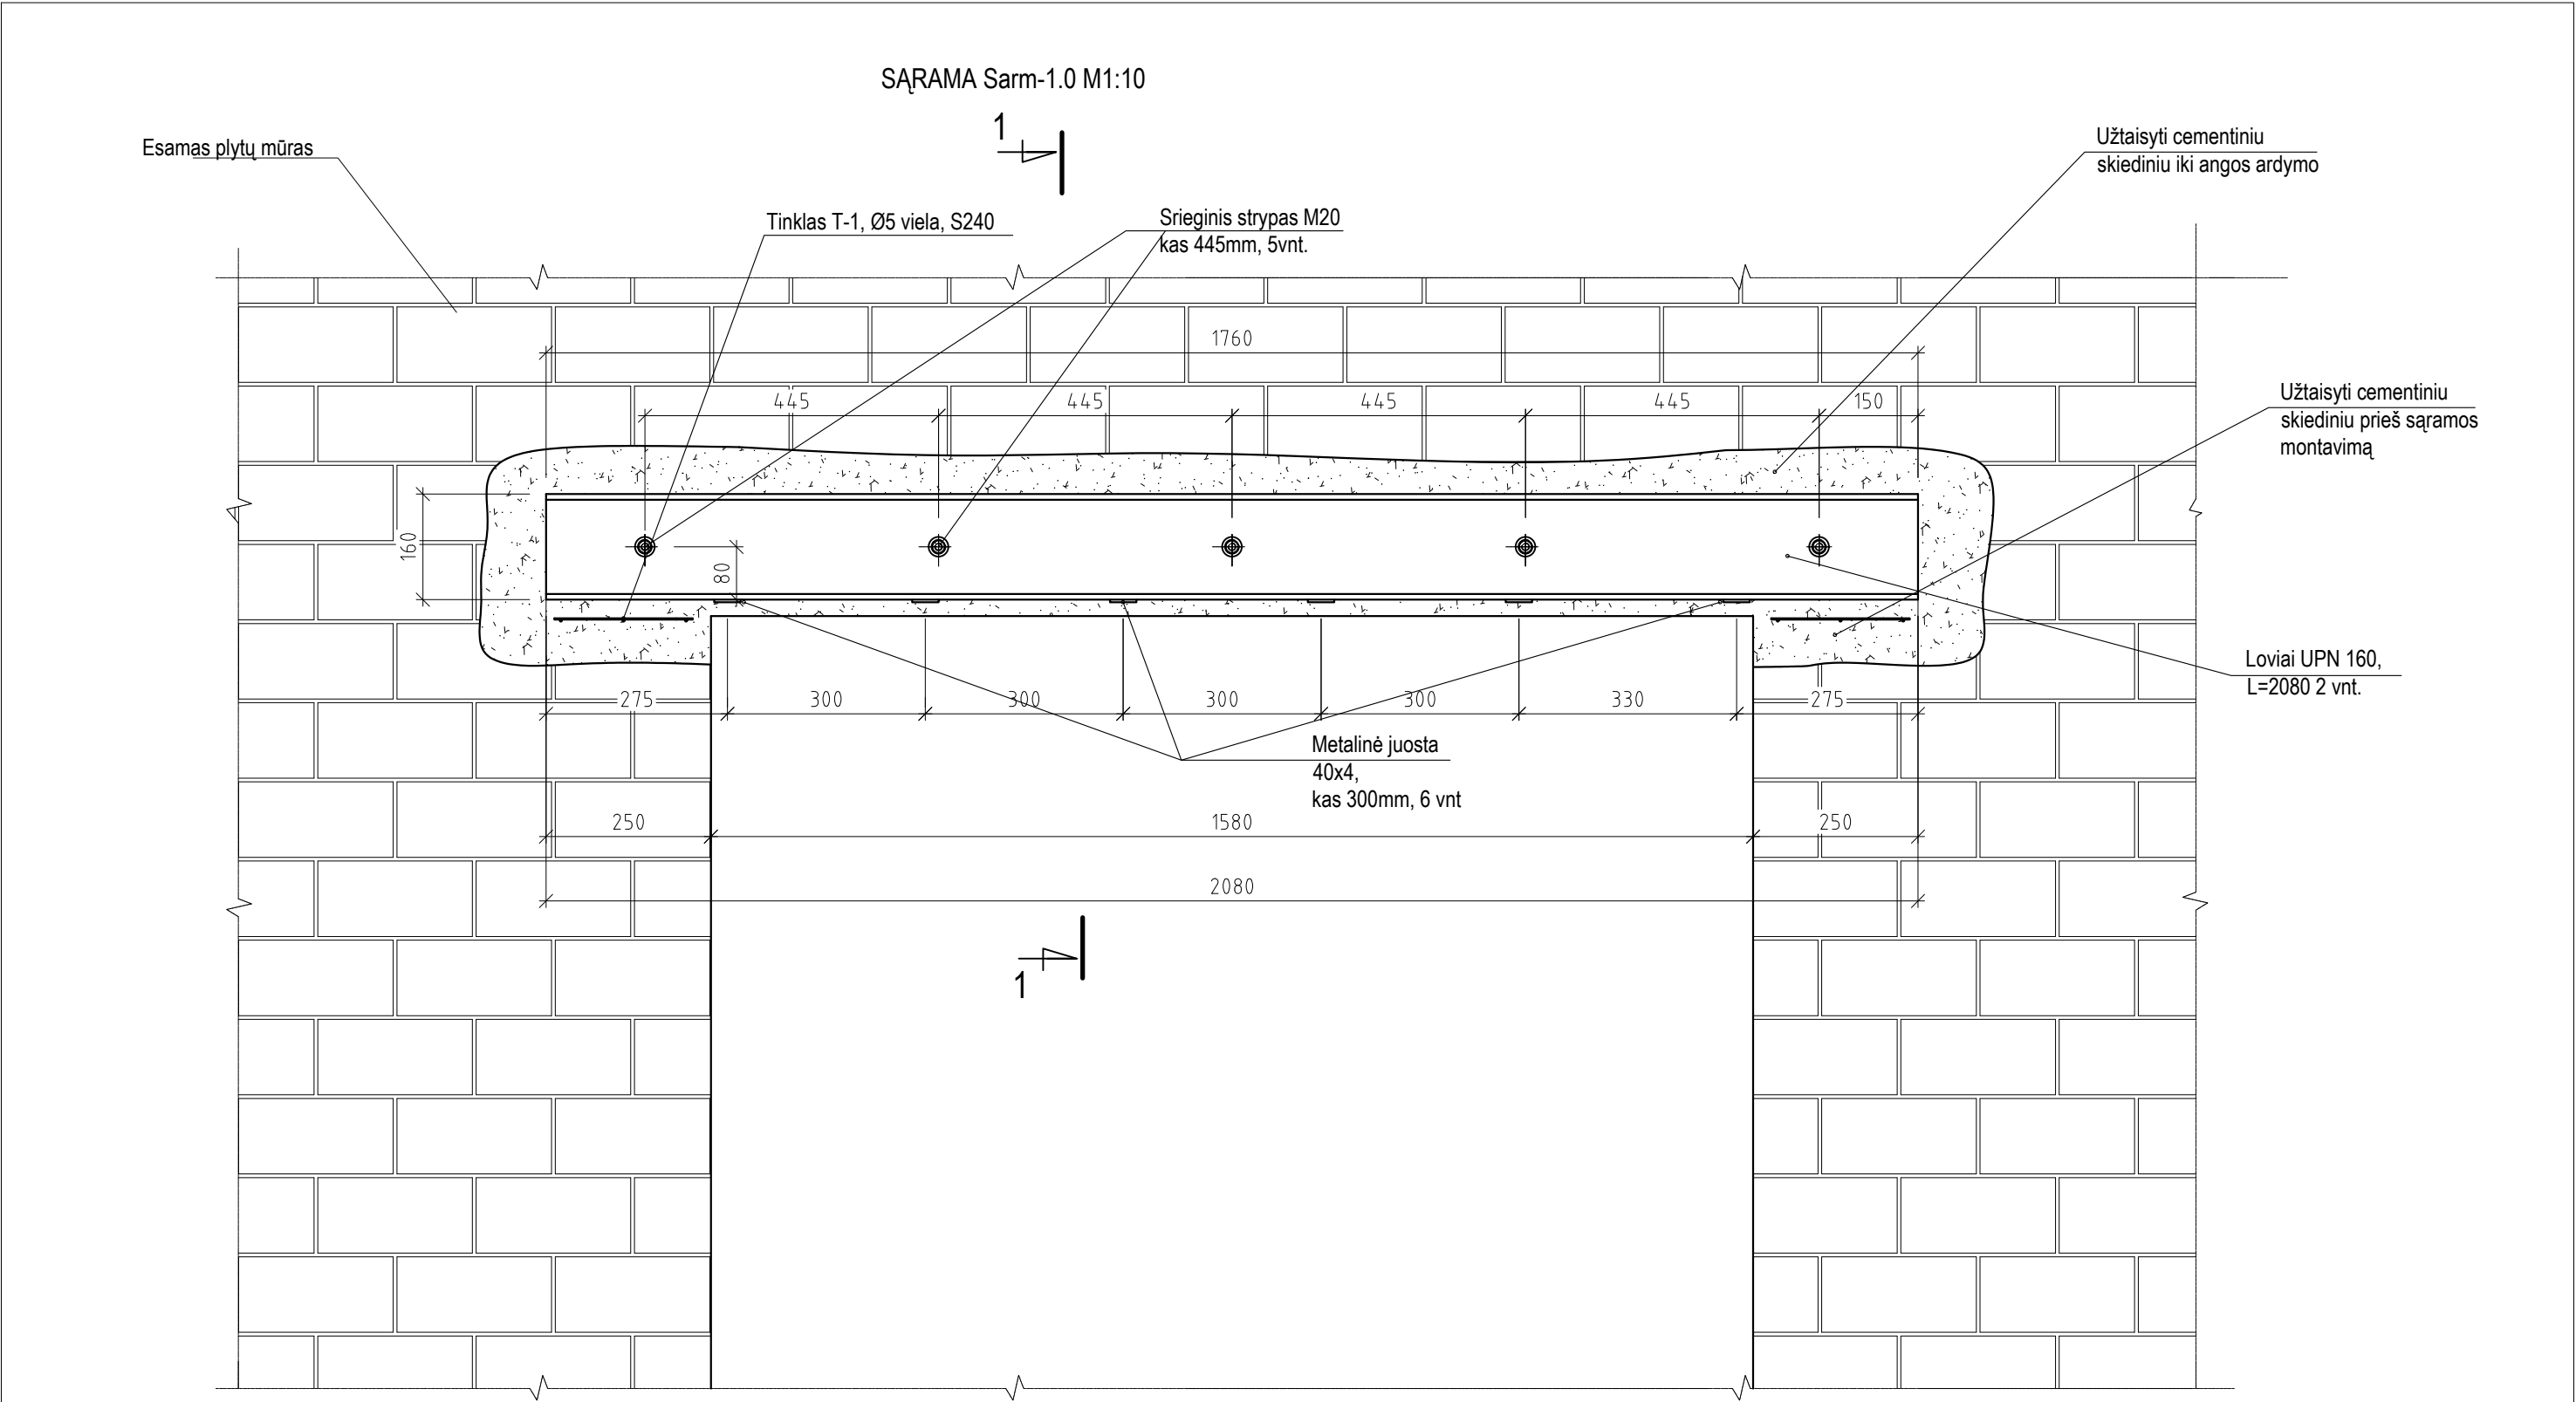 SĄRAMA Sarm-1.0 M1:10
1
Esamas plytų mūras
Užtaisyti cementiniu
skiediniu iki angos ardymo
Tinklas T-1, Ø5 viela, S240
Srieginis strypas M20
kas 445mm, 5vnt.
1760
445
445
445
445
150
Užtaisyti cementiniu
skiediniu prieš sąramos
montavimą
160
80
Loviai UPN 160,
L=2080 2 vnt.
275
300
300
300
300
330
275
Metalinė juosta
40x4,
kas 300mm, 6 vnt
250
1580
250
2080
1